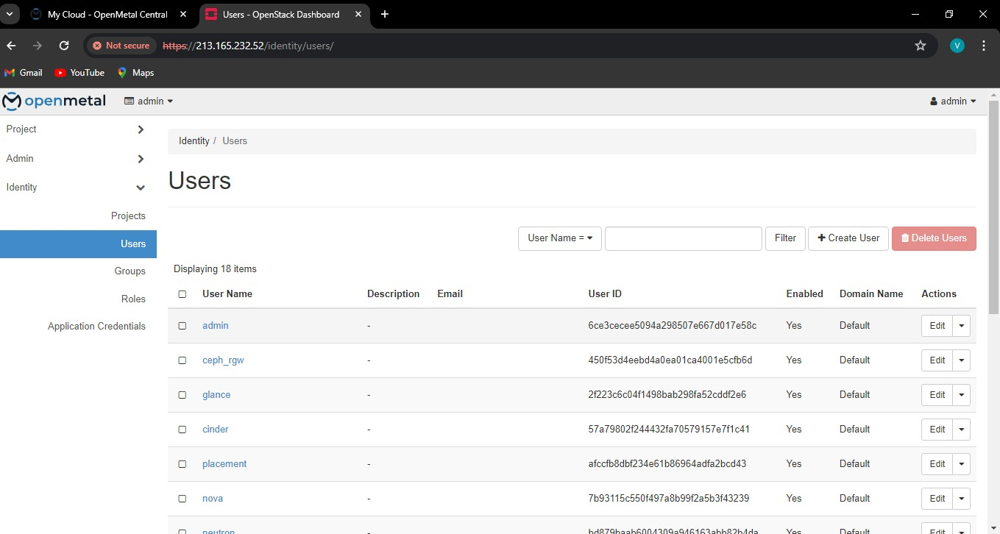 My Cloud - OpenMetal Central
Users - OpenStack Dashboard
Not secure https://213.165.232.52/identity/users/
V
Gmail YouTube Maps
openmetal admin admin
Project
Admin
Identity
Projects
Users
Groups
Roles
Application Credentials
Identity / Users
Users
User Name = Filter Create User Delete Users
Displaying 18 items
User Name Description Email User ID Enabled Domain Name Actions
admin - 6ce3cecee5094a298507e667d017e58c Yes Default Edit
ceph_rgw - 450f53d4eebd4a0ea01ca4001e5cfb6d Yes Default Edit
glance - 2f223c6c04f1498bab298fa52cddf2e6 Yes Default Edit
cinder - 57a79802f244432fa70579157e7f1c41 Yes Default Edit
placement - afccfb8dbf234e61b86964adfa2bcd43 Yes Default Edit
nova - 7b93115c550f497a8b99f2a5b3f43239 Yes Default Edit
neutron - bd879baab6004309a946163abb82b4da Yes Default Edit